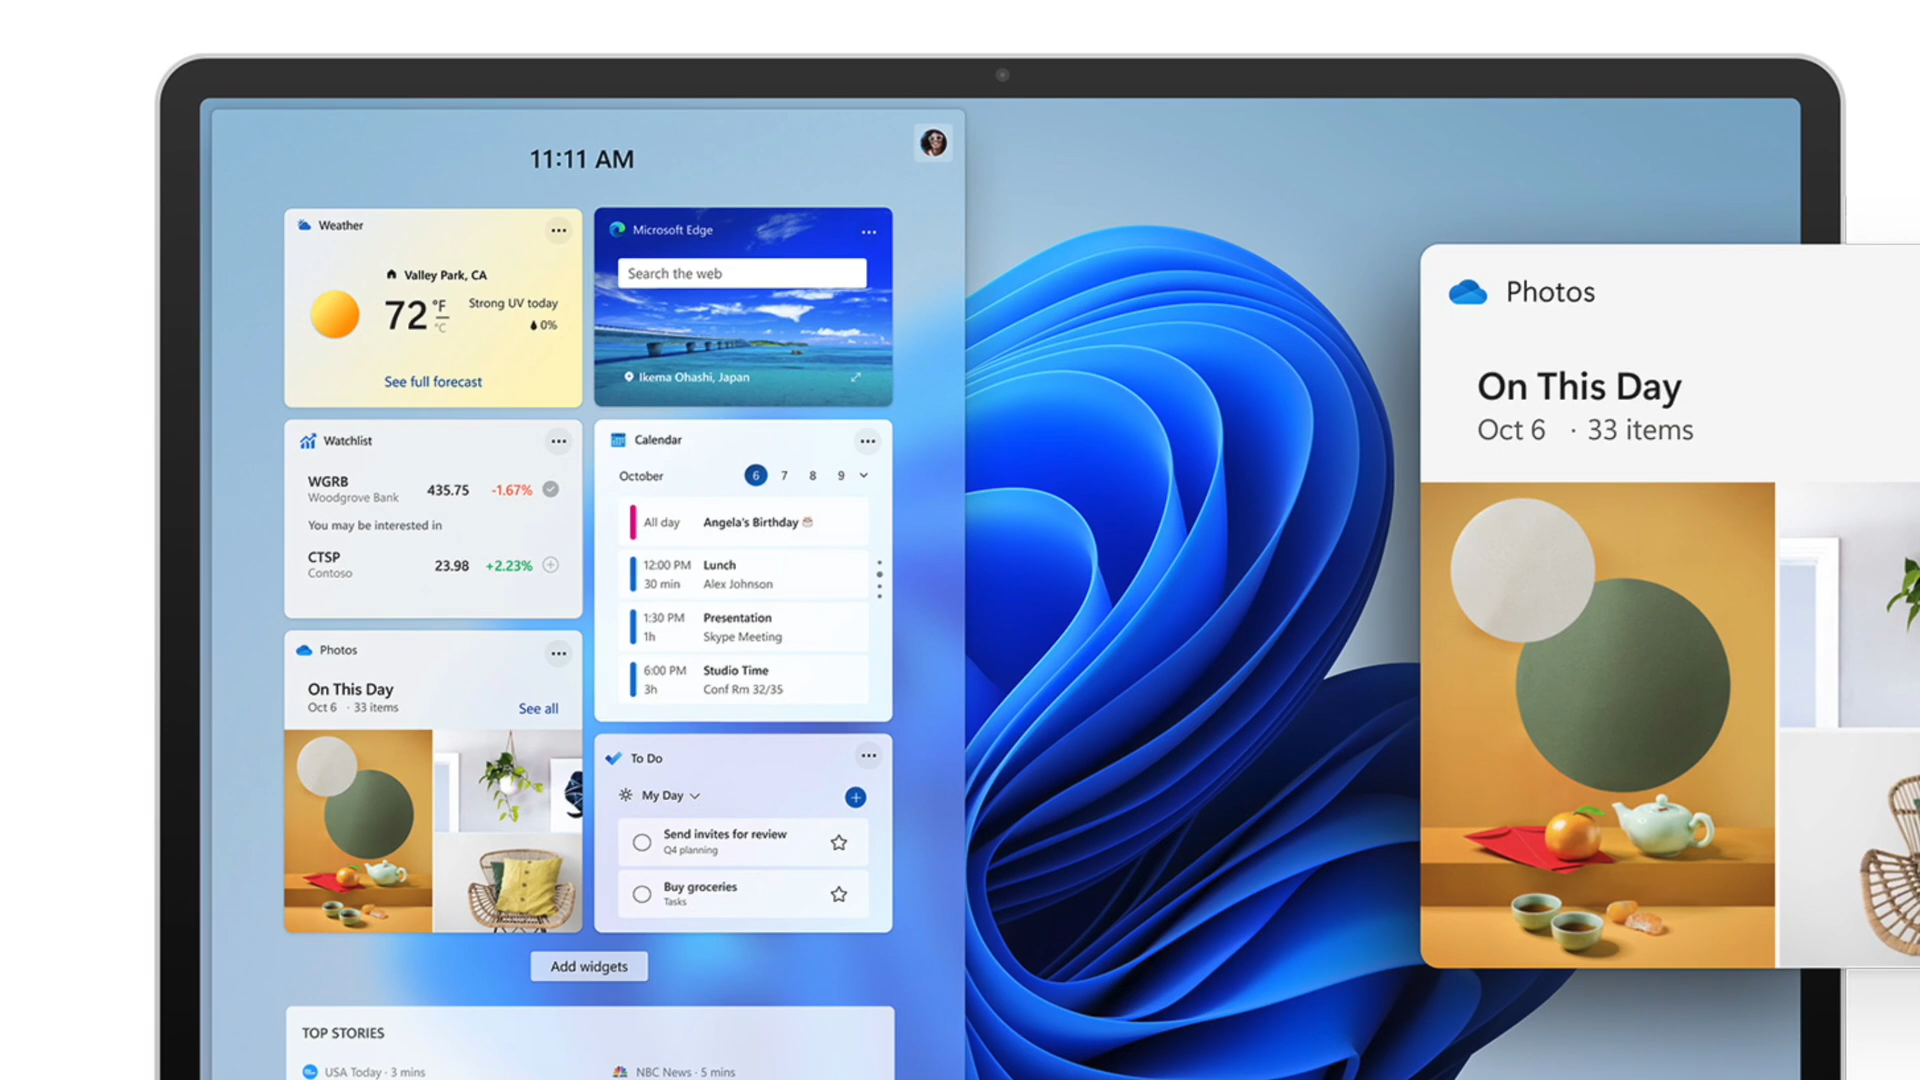 11:11 AM
Weather
Valley Park, CA
72 °F
°C
Strong UV today
0%
See full forecast
Microsoft Edge
Search the web
Ikema Ohashi, Japan
Watchlist
WGRB
Woodgrove Bank
435.75
-1.67%
You may be interested in
CTSP
Contoso
23.98
+2.23%
Calendar
October
6 7 8 9
All day Angela's Birthday
12:00 PM Lunch
30 min Alex Johnson
1:30 PM Presentation
1h Skype Meeting
6:00 PM Studio Time
3h Conf Rm 32/35
Photos
On This Day
Oct 6 · 33 items
See all
To Do
My Day
Send invites for review
Q4 planning
Buy groceries
Tasks
Add widgets
TOP STORIES
USA Today · 3 mins
NBC News · 5 mins
Photos
On This Day
Oct 6 · 33 items